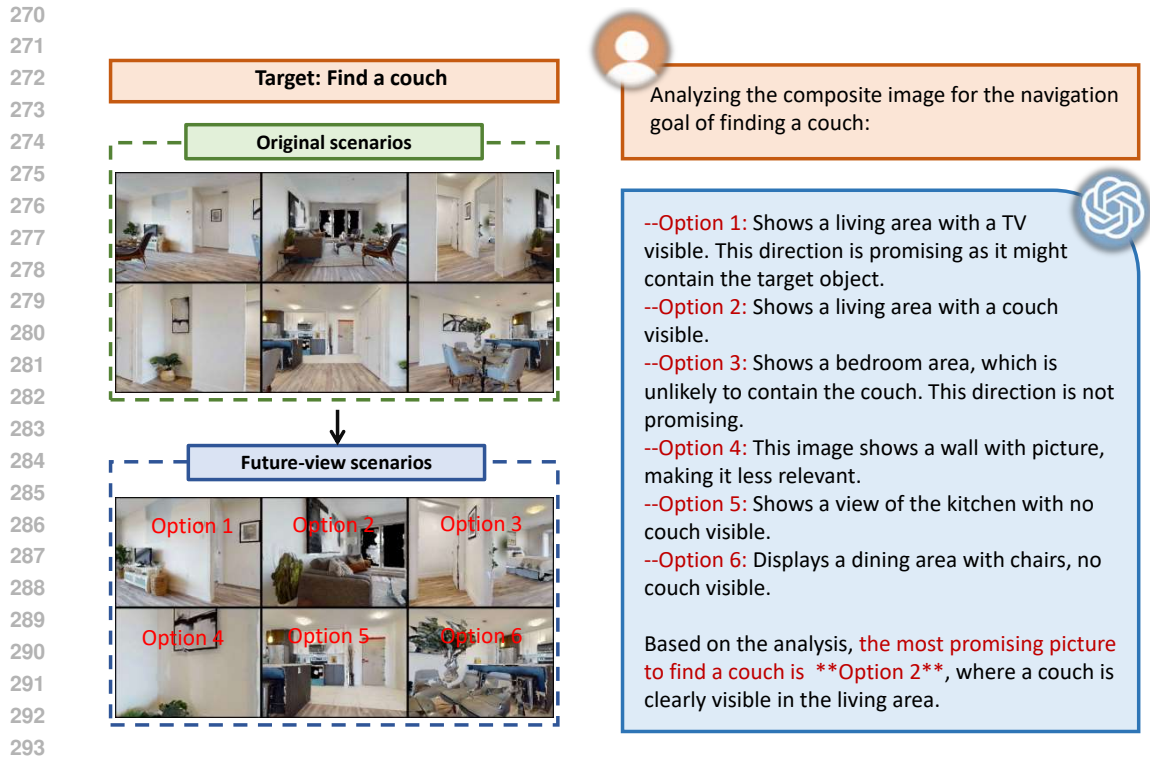 270
271
272
273
274
275
276
277
278
279
280
281
282
283
284
285
286
287
288
289
290
291
292
293
Target: Find a couch
Original scenarios
Future-view scenarios
Option 1
Option 2
Option 3
Option 4
Option 5
Option 6
Analyzing the composite image for the navigation
goal of finding a couch:
--Option 1: Shows a living area with a TV
visible. This direction is promising as it might
contain the target object.
--Option 2: Shows a living area with a couch
visible.
--Option 3: Shows a bedroom area, which is
unlikely to contain the couch. This direction is not
promising.
--Option 4: This image shows a wall with picture,
making it less relevant.
--Option 5: Shows a view of the kitchen with no
couch visible.
--Option 6: Displays a dining area with chairs, no
couch visible.
Based on the analysis, the most promising picture
to find a couch is **Option 2**, where a couch is
clearly visible in the living area.